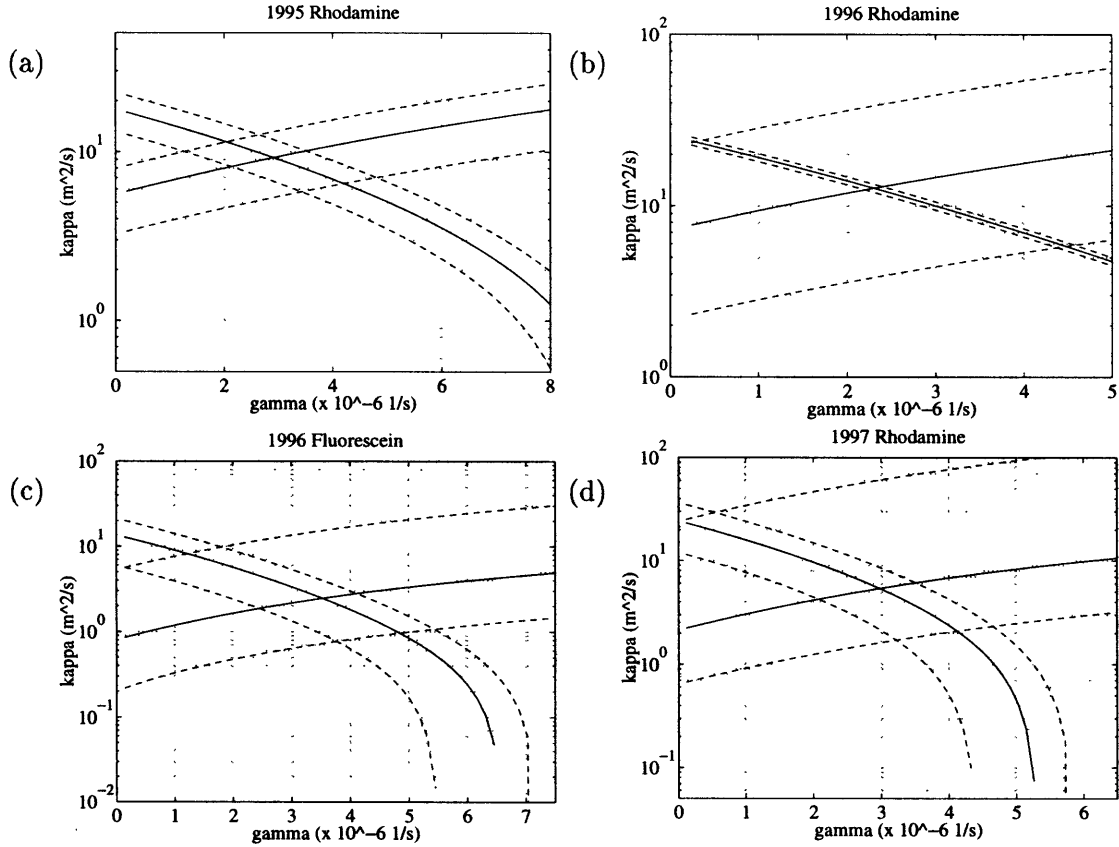 1995 Rhodamine
(a)
kappa (m^2/s)
10^1
10^0
0 2 4 6 8
gamma (x 10^-6 1/s)
1996 Rhodamine
(b)
kappa (m^2/s)
10^2
10^1
10^0
0 1 2 3 4 5
gamma (x 10^-6 1/s)
1996 Fluorescein
(c)
kappa (m^2/s)
10^2
10^1
10^0
10^-1
10^-2
0 1 2 3 4 5 6 7
gamma (x 10^-6 1/s)
1997 Rhodamine
(d)
kappa (m^2/s)
10^2
10^1
10^0
10^-1
0 1 2 3 4 5 6
gamma (x 10^-6 1/s)